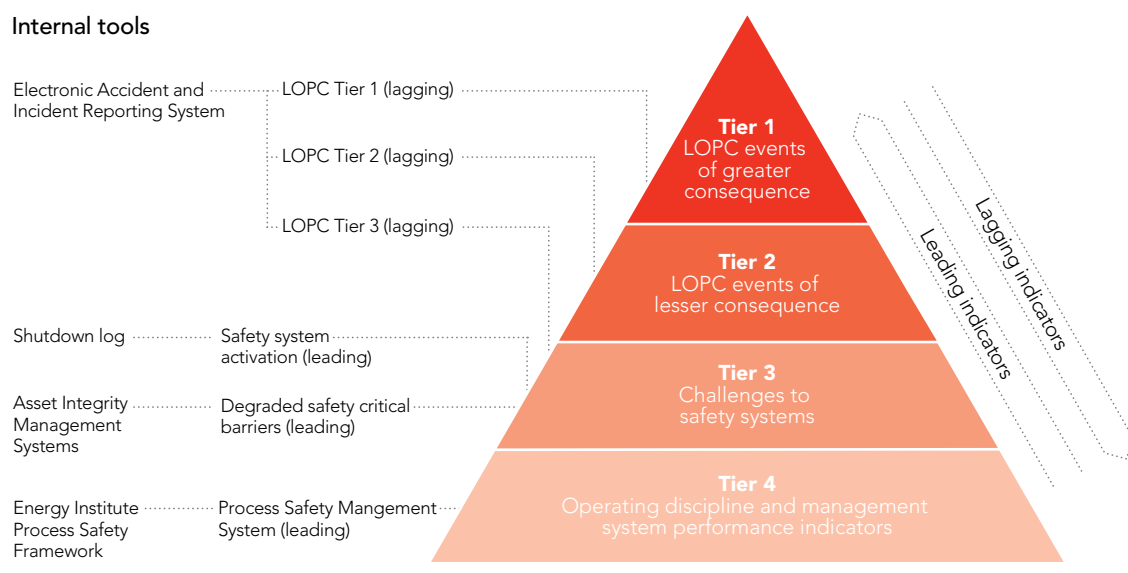 Internal tools
Electronic Accident and
Incident Reporting System
LOPC Tier 1 (lagging)
LOPC Tier 2 (lagging)
LOPC Tier 3 (lagging)
Shutdown log
Safety system
activation (leading)
Asset Integrity
Management
Systems
Degraded safety critical
barriers (leading)
Energy Institute
Process Safety
Framework
Process Safety Mangement
System (leading)
Tier 1
LOPC events
of greater
consequence
Tier 2
LOPC events of
lesser consequence
Tier 3
Challenges to
safety systems
Tier 4
Operating discipline and management
system performance indicators
Leading indicators
Lagging indicators